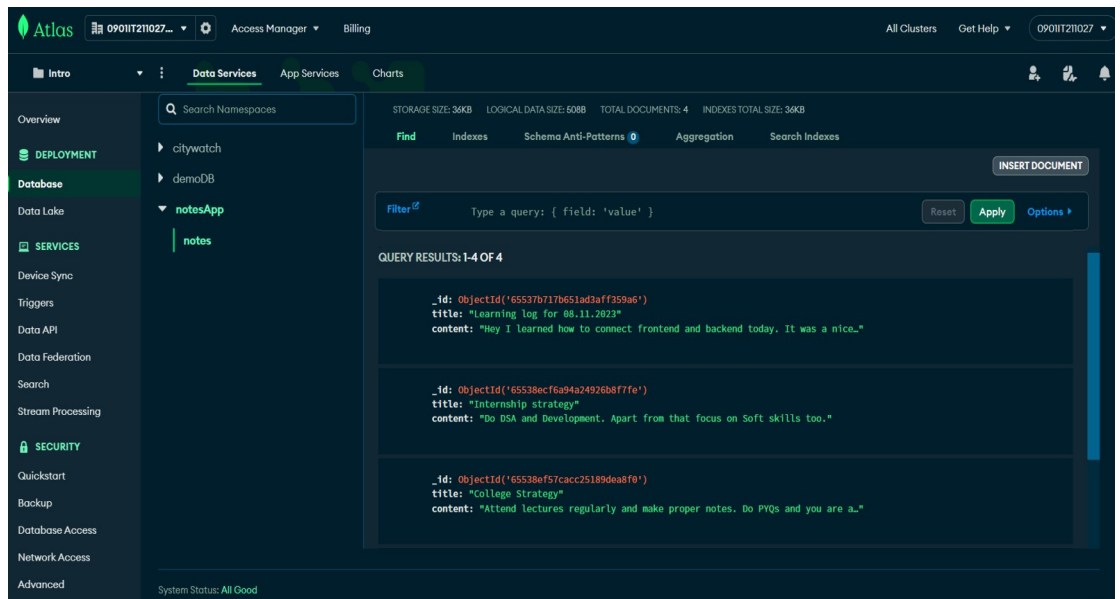 Atlas 0901IT211027... Access Manager Billing All Clusters Get Help 0901IT211027
Intro Data Services App Services Charts
Overview
DEPLOYMENT
Database
Data Lake
SERVICES
Device Sync
Triggers
Data API
Data Federation
Search
Stream Processing
SECURITY
Quickstart
Backup
Database Access
Network Access
Advanced
Search Namespaces
citywatch
demoDB
notesApp
notes
STORAGE SIZE: 36KB LOGICAL DATA SIZE: 508B TOTAL DOCUMENTS: 4 INDEXES TOTAL SIZE: 36KB
Find Indexes Schema Anti-Patterns 0 Aggregation Search Indexes
INSERT DOCUMENT
Filter Type a query: { field: 'value' } Reset Apply Options
QUERY RESULTS: 1-4 OF 4
_id: ObjectId('65537b717b651ad3aff359a6')
title: "Learning log for 08.11.2023"
content: "Hey I learned how to connect frontend and backend today. It was a nice…"
_id: ObjectId('65538ecf6a94a24926b8f7fe')
title: "Internship strategy"
content: "Do DSA and Development. Apart from that focus on Soft skills too."
_id: ObjectId('65538ef57cacc25189dea8f0')
title: "College Strategy"
content: "Attend lectures regularly and make proper notes. Do PYQs and you are a…"
System Status: All Good